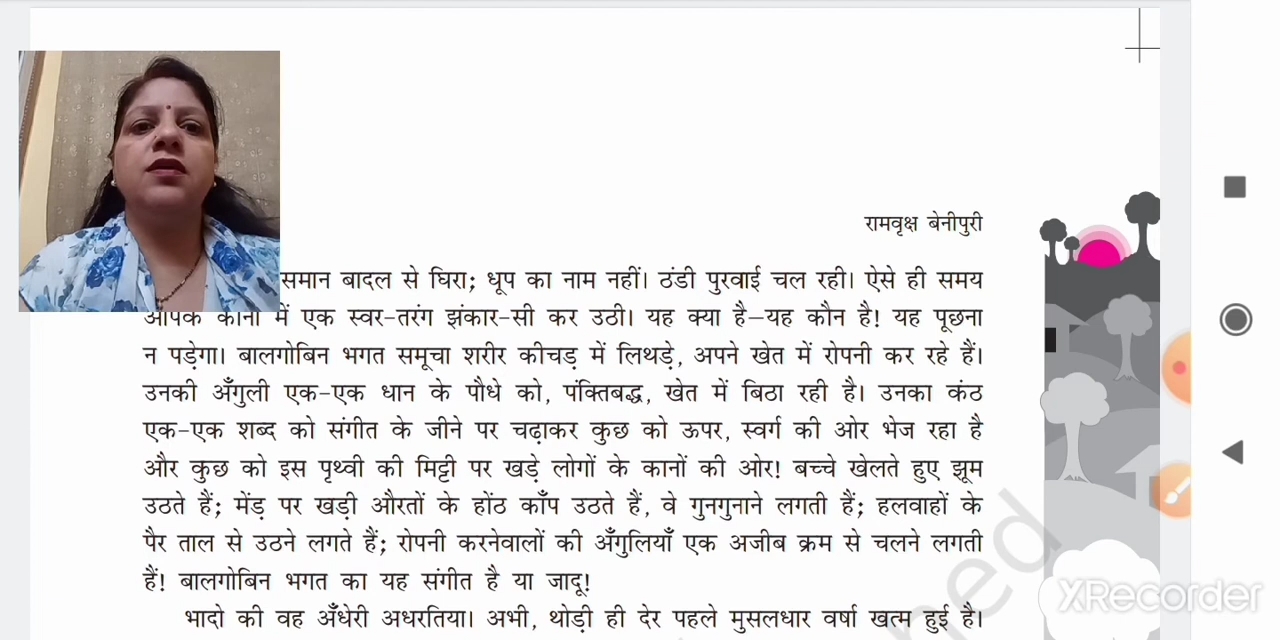 रामवृक्ष बेनीपुरी
समान बादल से घिरा; धूप का नाम नहीं। ठंडी पुरवाई चल रही। ऐसे ही समय
आपके कानों में एक स्वर-तरंग झंकार-सी कर उठी। यह क्या है—यह कौन है! यह पूछना
न पड़ेगा। बालगोबिन भगत समूचा शरीर कीचड़ में लिथड़े, अपने खेत में रोपनी कर रहे हैं।
उनकी अँगुली एक-एक धान के पौधे को, पंक्तिबद्ध, खेत में बिठा रही है। उनका कंठ
एक-एक शब्द को संगीत के जीने पर चढ़ाकर कुछ को ऊपर, स्वर्ग की ओर भेज रहा है
और कुछ को इस पृथ्वी की मिट्टी पर खड़े लोगों के कानों की ओर! बच्चे खेलते हुए झूम
उठते हैं; मेंड़ पर खड़ी औरतों के होंठ काँप उठते हैं, वे गुनगुनाने लगती हैं; हलवाहों के
पैर ताल से उठने लगते हैं; रोपनी करनेवालों की अँगुलियाँ एक अजीब क्रम से चलने लगती
हैं! बालगोबिन भगत का यह संगीत है या जादू!
भादो की वह अँधेरी अधरतिया। अभी, थोड़ी ही देर पहले मुसलधार वर्षा खत्म हुई है।
XRecorder